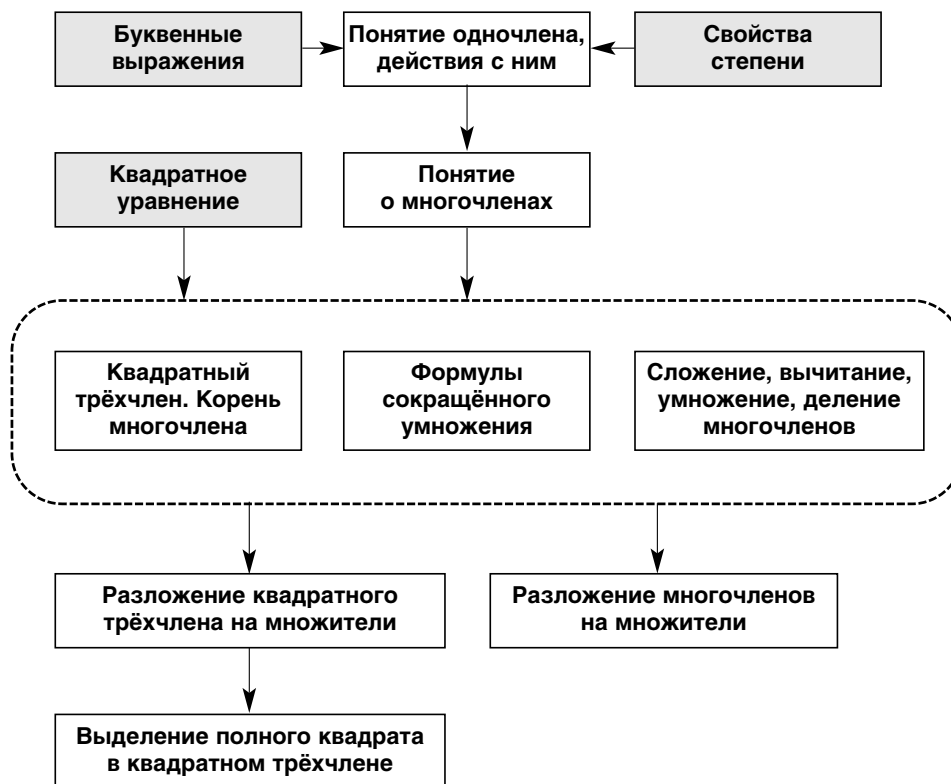 Буквенные
выражения
Понятие одночлена,
действия с ним
Свойства
степени
Квадратное
уравнение
Понятие
о многочленах
Квадратный
трёхчлен. Корень
многочлена
Формулы
сокращённого
умножения
Сложение, вычитание,
умножение, деление
многочленов
Разложение квадратного
трёхчлена на множители
Разложение многочленов
на множители
Выделение полного квадрата
в квадратном трёхчлене